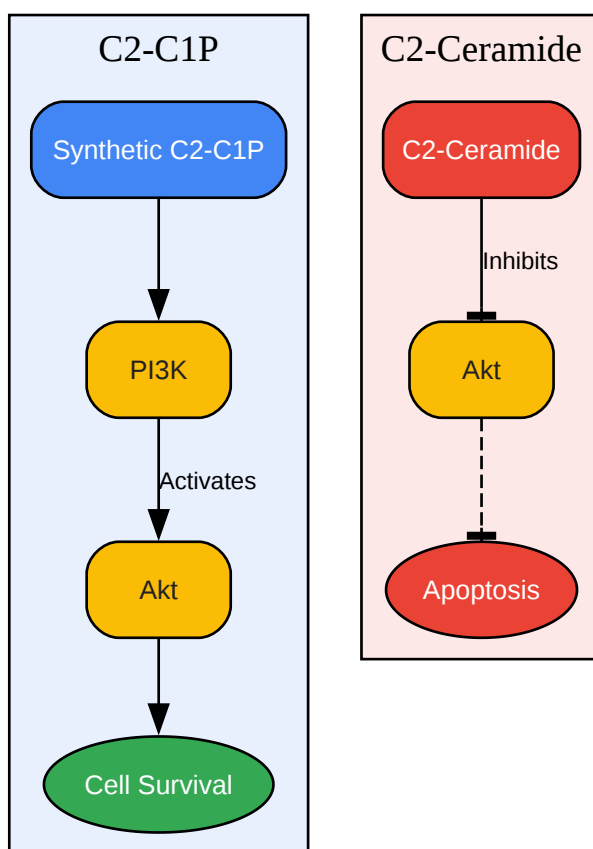 C2-C1P
Synthetic C2-C1P
PI3K
Activates
Akt
Cell Survival
C2-Ceramide
C2-Ceramide
Inhibits
Akt
Apoptosis